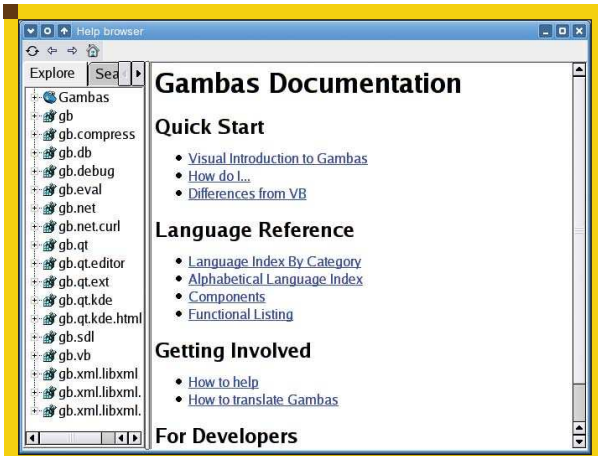 Help browser
Explore
Sea
Gambas
gb
gb.compress
gb.db
gb.debug
gb.eval
gb.net
gb.net.curl
gb.qt
gb.qt.editor
gb.qt.ext
gb.qt.kde
gb.qt.kde.html
gb.sdl
gb.vb
gb.xml.libxml
gb.xml.libxml.
gb.xml.libxml.
Gambas Documentation
Quick Start
Visual Introduction to Gambas
How do I...
Differences from VB
Language Reference
Language Index By Category
Alphabetical Language Index
Components
Functional Listing
Getting Involved
How to help
How to translate Gambas
For Developers